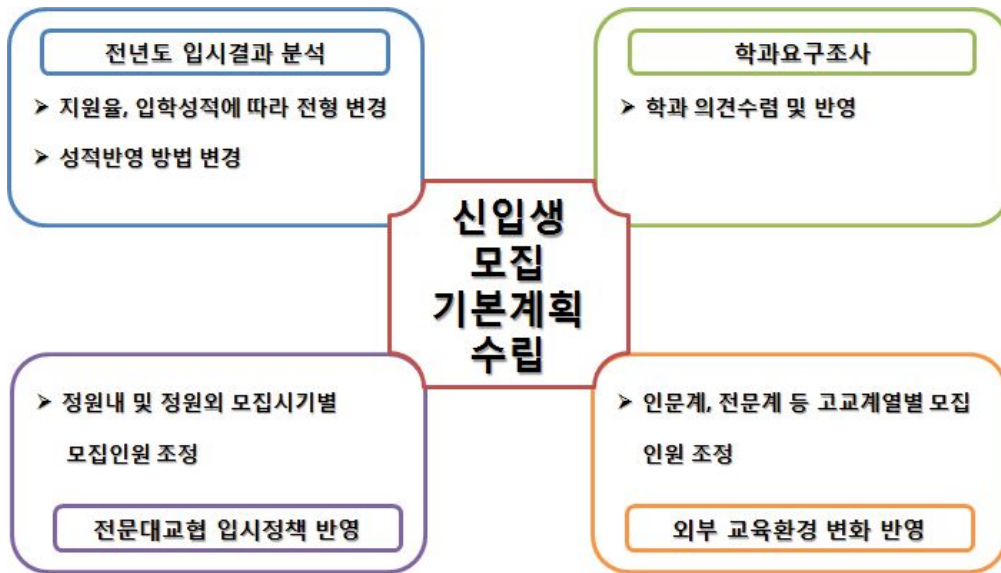 전년도 입시결과 분석
➢ 지원율, 입학성적에 따라 전형 변경
➢ 성적반영 방법 변경
학과요구조사
➢ 학과 의견수렴 및 반영
신입생
모집
기본계획
수립
➢ 정원내 및 정원외 모집시기별
모집인원 조정
전문대교협 입시정책 반영
➢ 인문계, 전문계 등 고교계열별 모집
인원 조정
외부 교육환경 변화 반영